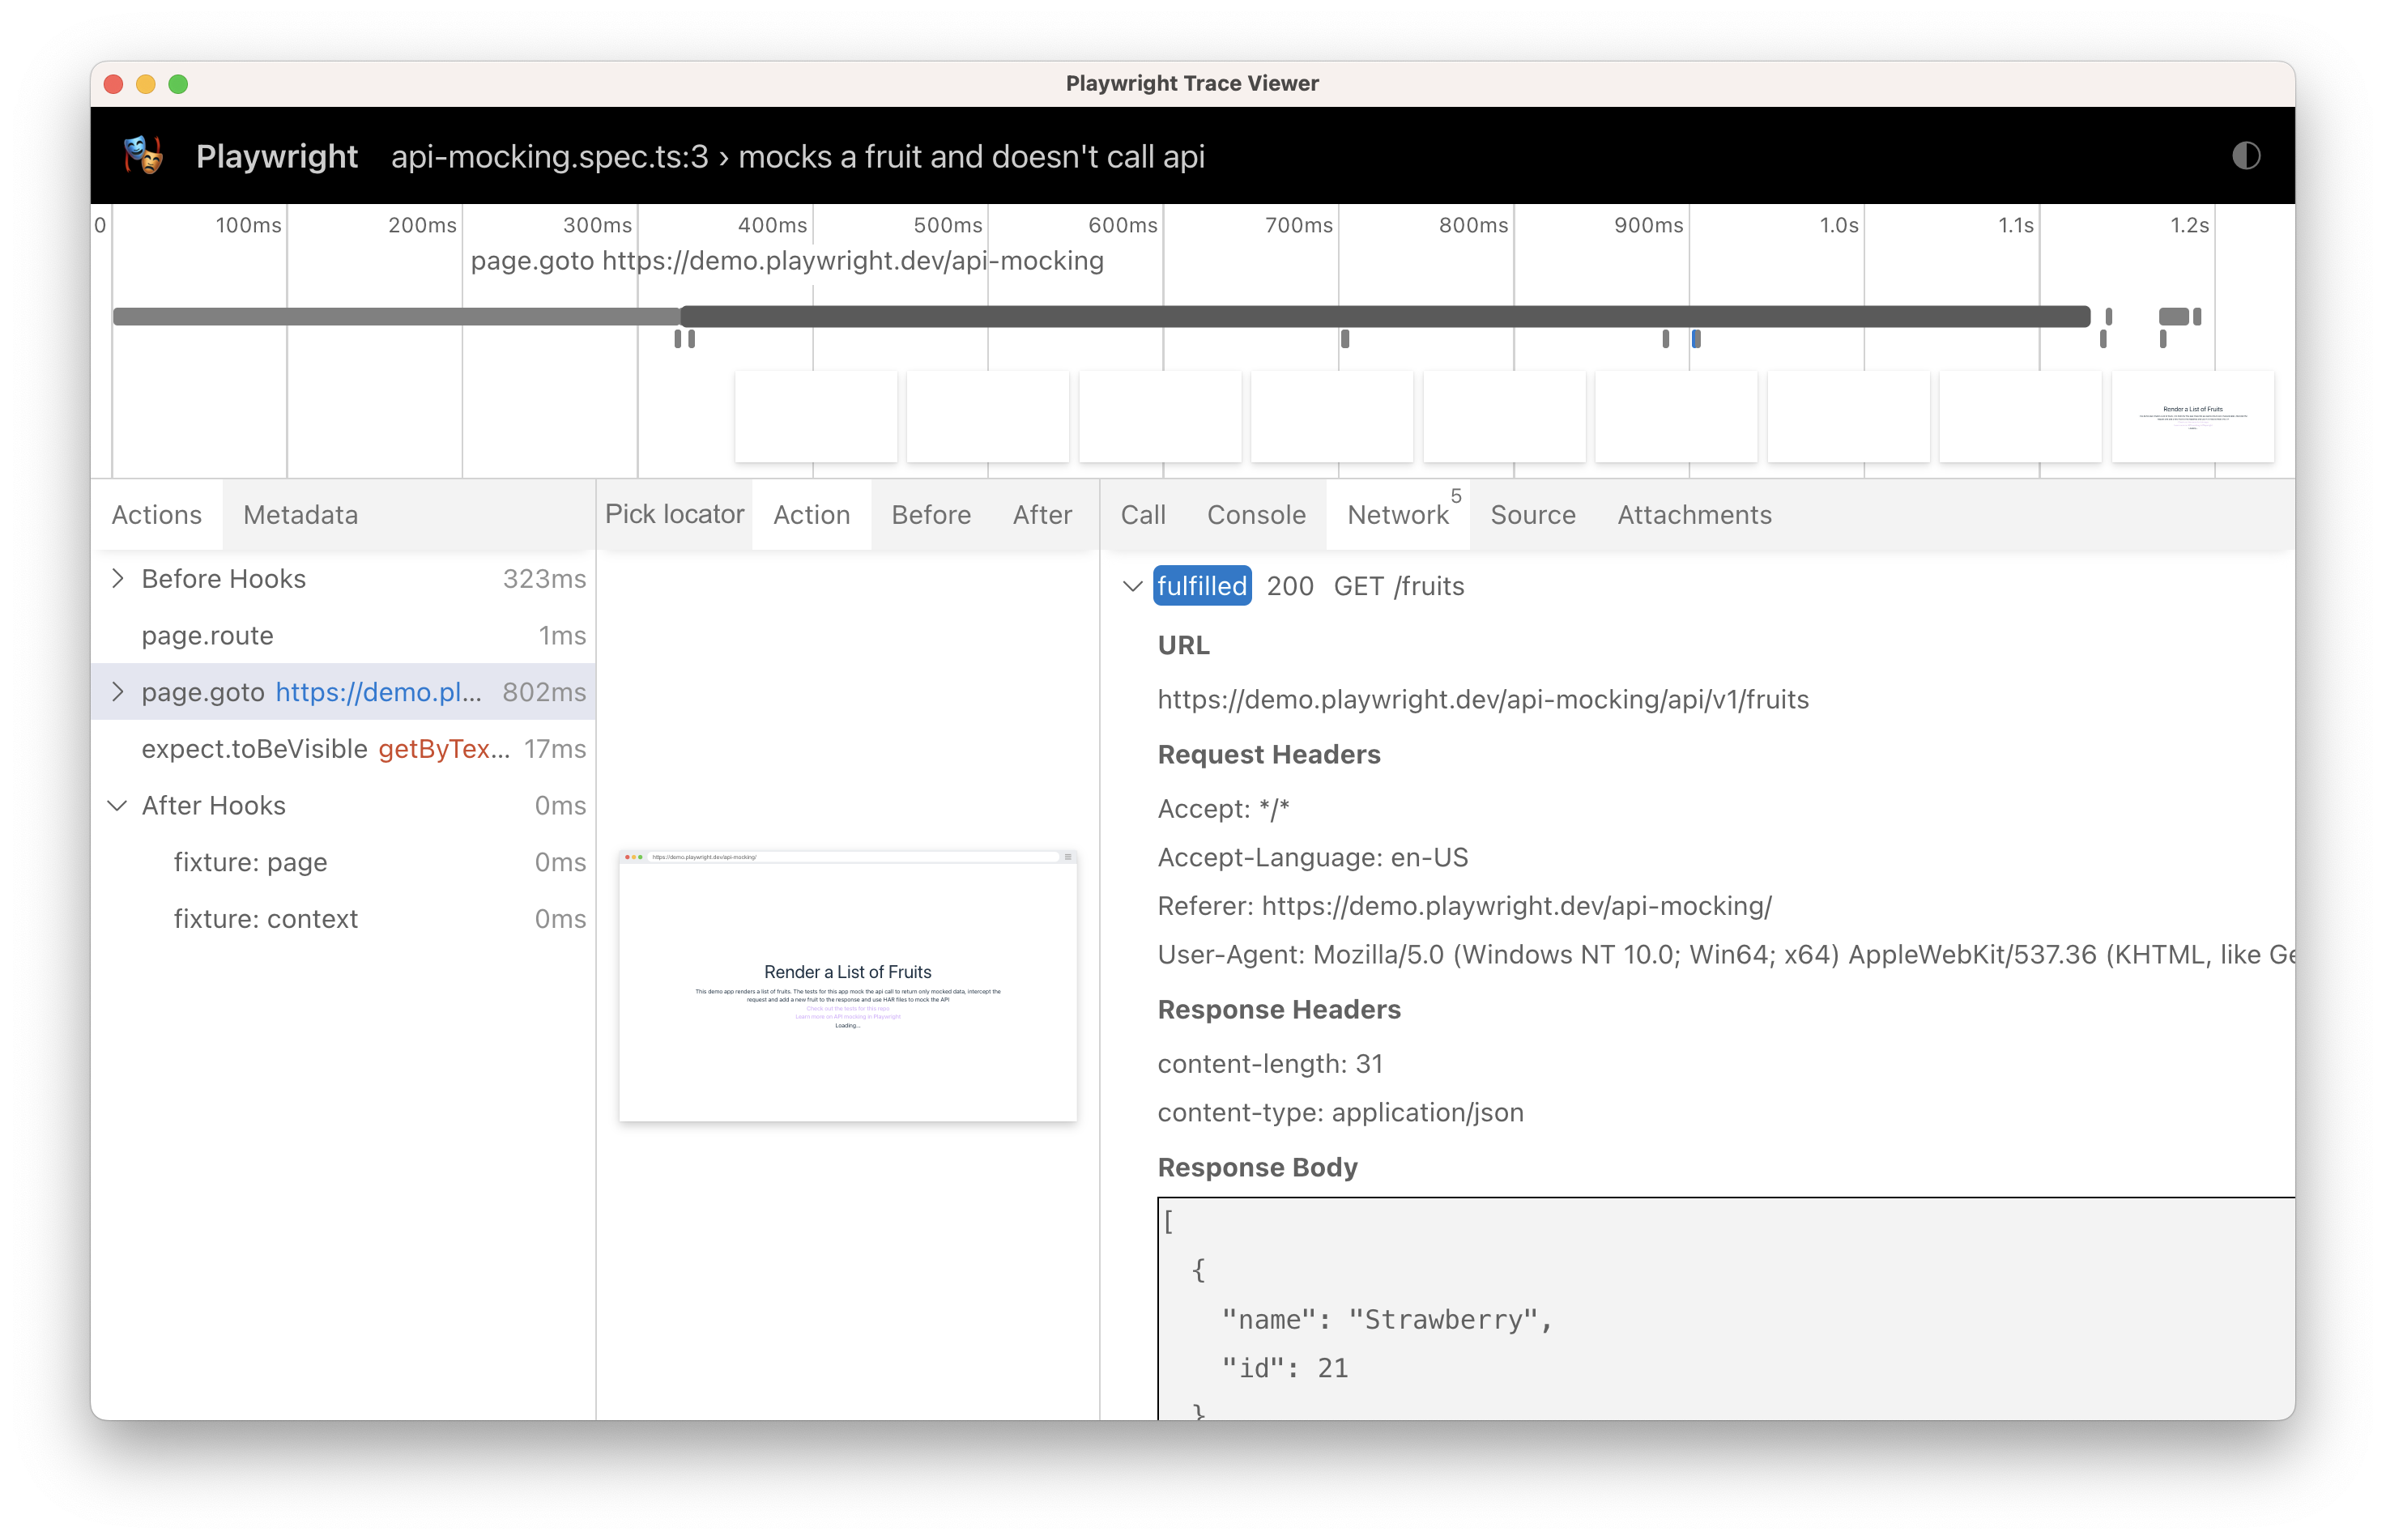 Playwright Trace Viewer
Playwright api-mocking.spec.ts:3 › mocks a fruit and doesn't call api
0 100ms 200ms 300ms 400ms 500ms 600ms 700ms 800ms 900ms 1.0s 1.1s 1.2s
page.goto https://demo.playwright.dev/api-mocking
Render a List of Fruits
Actions Metadata
Before Hooks 323ms
page.route 1ms
page.goto https://demo.pl... 802ms
expect.toBeVisible getByTex... 17ms
After Hooks 0ms
fixture: page 0ms
fixture: context 0ms
Pick locator Action Before After
https://demo.playwright.dev/api-mocking/
Render a List of Fruits
This demo app renders a list of fruits. The tests for this app mock the api call to return only mocked data, intercept the
request and add a new fruit to the response and use HAR files to mock the API
Check out the tests for this repo
Learn more on API mocking in Playwright
Loading...
Call Console Network 5 Source Attachments
fulfilled 200 GET /fruits
URL
https://demo.playwright.dev/api-mocking/api/v1/fruits
Request Headers
Accept: */*
Accept-Language: en-US
Referer: https://demo.playwright.dev/api-mocking/
User-Agent: Mozilla/5.0 (Windows NT 10.0; Win64; x64) AppleWebKit/537.36 (KHTML, like Ge
Response Headers
content-length: 31
content-type: application/json
Response Body
[
{
"name": "Strawberry",
"id": 21
}